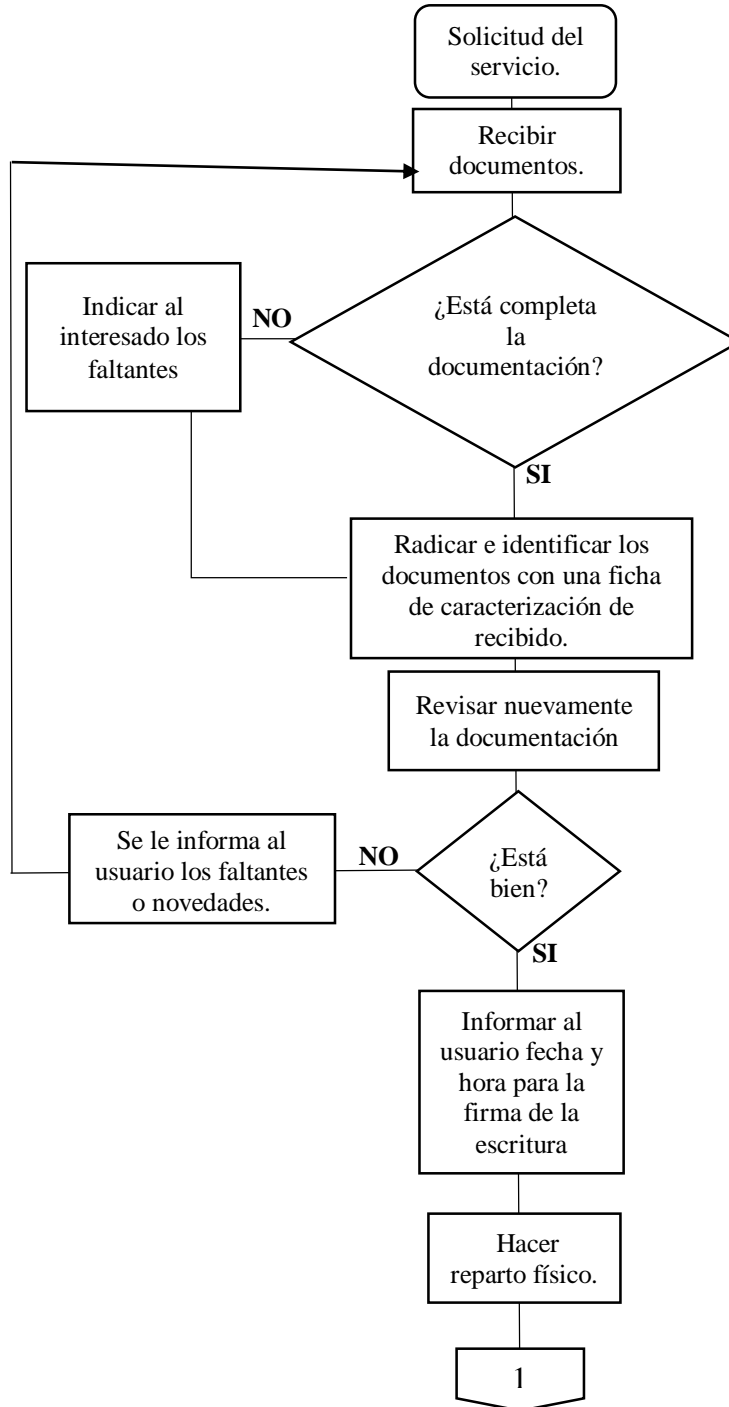 Solicitud del
servicio.
Recibir
documentos.
Indicar al
interesado los
faltantes
NO
¿Está completa
la
documentación?
SI
Radicar e identificar los
documentos con una ficha
de caracterización de
recibido.
Revisar nuevamente
la documentación
Se le informa al
usuario los faltantes
o novedades.
NO
¿Está
bien?
SI
Informar al
usuario fecha y
hora para la
firma de la
escritura
Hacer
reparto físico.
1